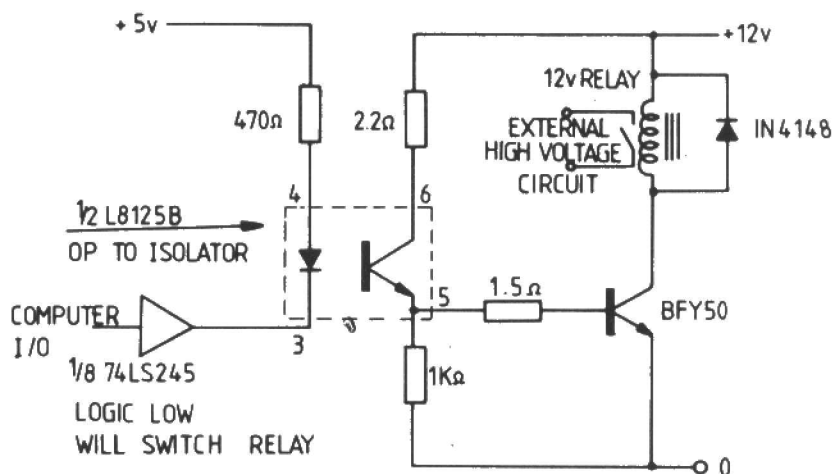 + 5v
+12v
12v RELAY
470Ω
2.2Ω
IN4148
EXTERNAL
HIGH VOLTAGE
CIRCUIT
4
6
½ L8125B
OP TO ISOLATOR
5
1.5Ω
BFY50
COMPUTER
I/O
3
⅛ 74LS245
1KΩ
LOGIC LOW
WILL SWITCH RELAY
0